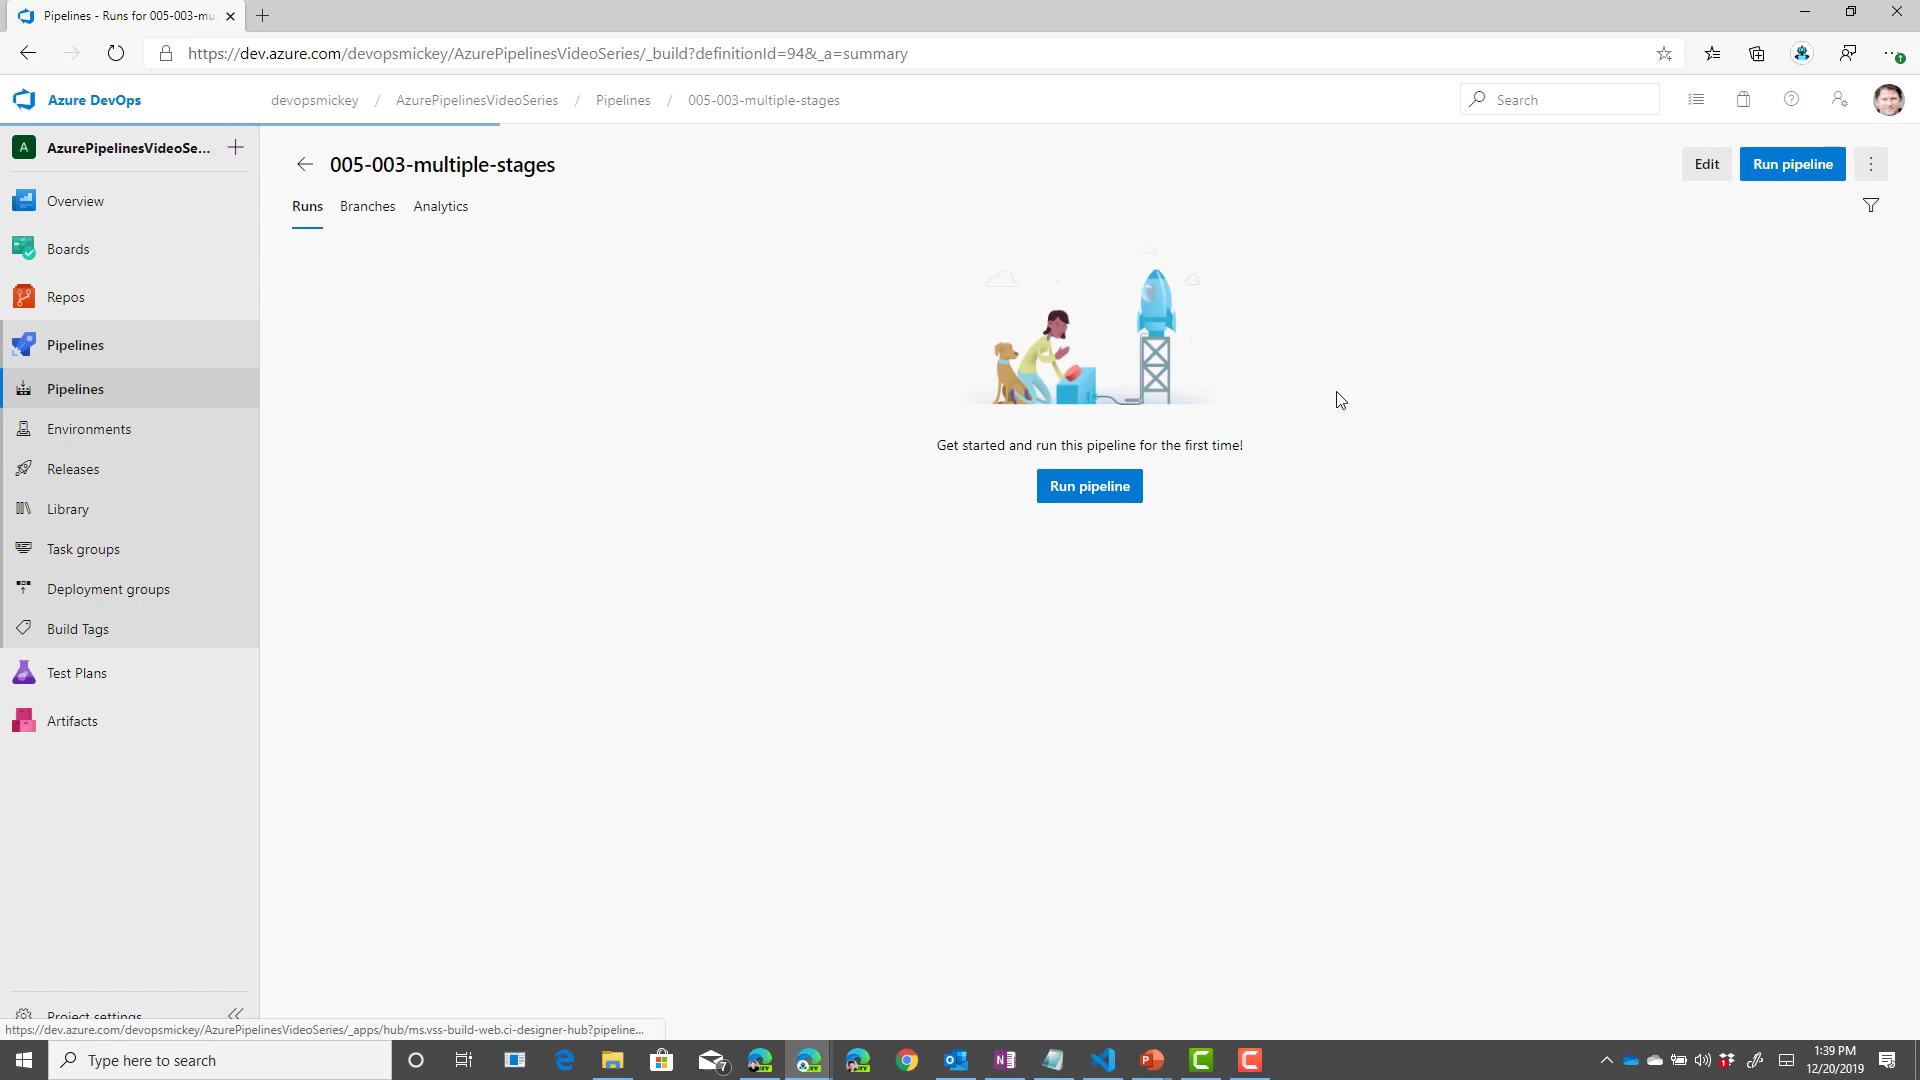 Pipelines - Runs for 005-003-mu
https://dev.azure.com/devopsmickey/AzurePipelinesVideoSeries/_build?definitionId=94&_a=summary
Azure DevOps
devopsmickey / AzurePipelinesVideoSeries / Pipelines / 005-003-multiple-stages
Search
A
AzurePipelinesVideoSe...
005-003-multiple-stages
Edit
Run pipeline
Runs
Branches
Analytics
Overview
Boards
Repos
Pipelines
Pipelines
Environments
Releases
Library
Task groups
Deployment groups
Build Tags
Test Plans
Artifacts
Get started and run this pipeline for the first time!
Run pipeline
Project settings
https://dev.azure.com/devopsmickey/AzurePipelinesVideoSeries/_apps/hub/ms.vss-build-web.ci-designer-hub?pipeline...
Type here to search
7
1:39 PM
12/20/2019